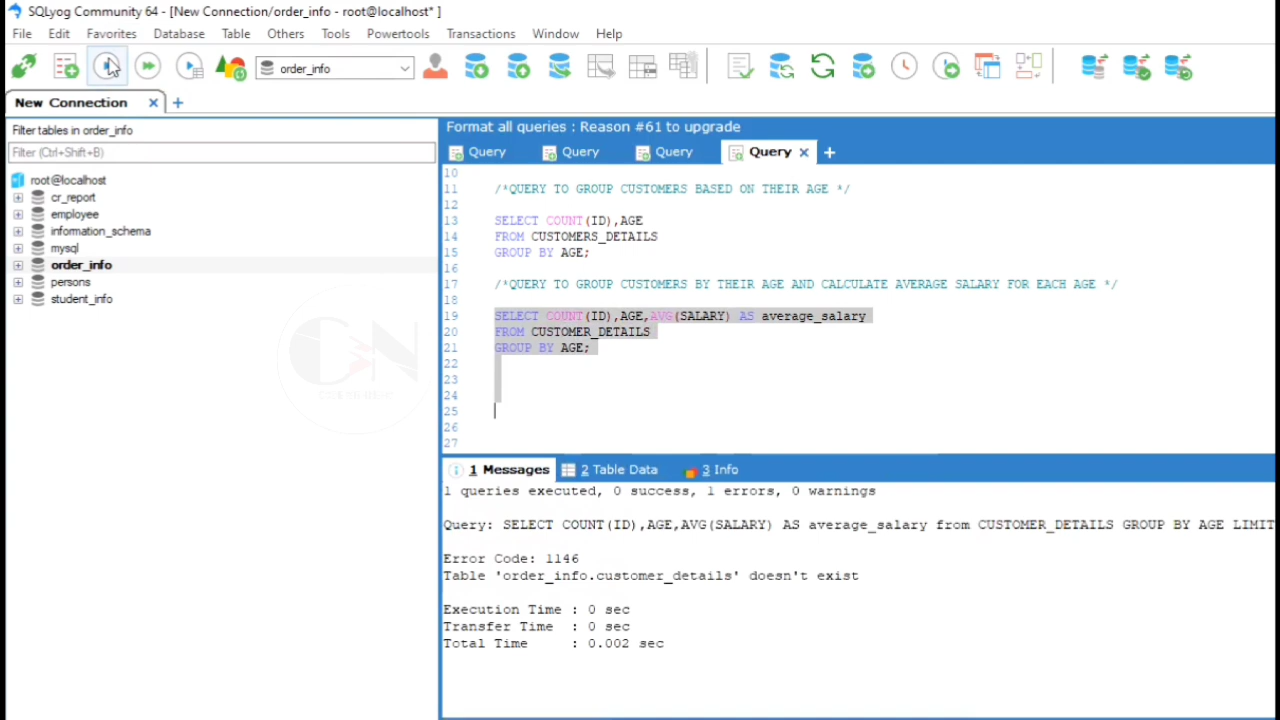 SQLyog Community 64 - [New Connection/order_info - root@localhost* ]
File Edit Favorites Database Table Others Tools Powertools Transactions Window Help
order_info
New Connection
Filter tables in order_info
Filter (Ctrl+Shift+B)
root@localhost
cr_report
employee
information_schema
mysql
order_info
persons
student_info
Format all queries : Reason #61 to upgrade
Query Query Query Query
10
11 /*QUERY TO GROUP CUSTOMERS BASED ON THEIR AGE */
12
13 SELECT COUNT(ID),AGE
14 FROM CUSTOMERS_DETAILS
15 GROUP BY AGE;
16
17 /*QUERY TO GROUP CUSTOMERS BY THEIR AGE AND CALCULATE AVERAGE SALARY FOR EACH AGE */
18
19 SELECT COUNT(ID),AGE,AVG(SALARY) AS average_salary
20 FROM CUSTOMER_DETAILS
21 GROUP BY AGE;
22
23
24
25
26
27
1 Messages 2 Table Data 3 Info
1 queries executed, 0 success, 1 errors, 0 warnings
Query: SELECT COUNT(ID),AGE,AVG(SALARY) AS average_salary from CUSTOMER_DETAILS GROUP BY AGE LIMIT
Error Code: 1146
Table 'order_info.customer_details' doesn't exist
Execution Time : 0 sec
Transfer Time : 0 sec
Total Time : 0.002 sec